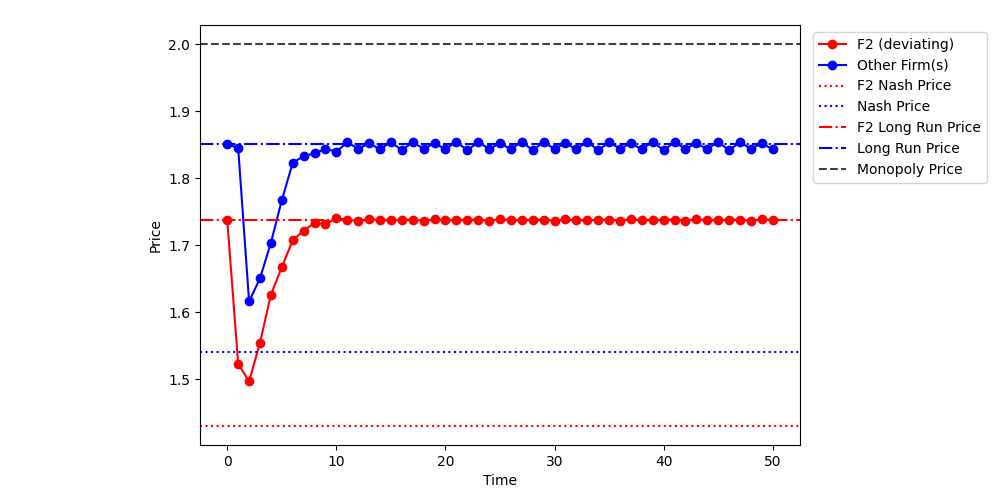 2.0
1.9
1.8
1.7
1.6
1.5
Price
0
10
20
30
40
50
Time
F2 (deviating)
Other Firm(s)
F2 Nash Price
Nash Price
F2 Long Run Price
Long Run Price
Monopoly Price